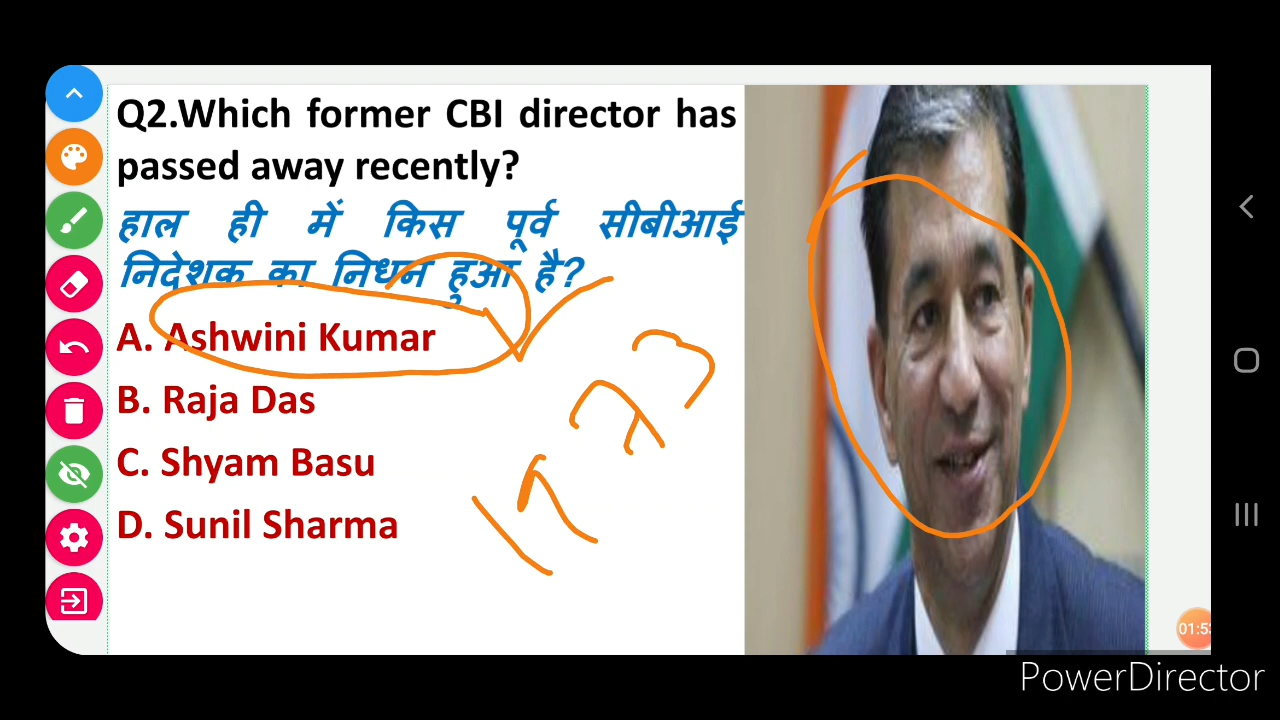 Q2.Which former CBI director has
passed away recently?
हाल ही में किस पूर्व सीबीआई
निदेशक का निधन हुआ है?
A. Ashwini Kumar
B. Raja Das
C. Shyam Basu
D. Sunil Sharma
PowerDirector